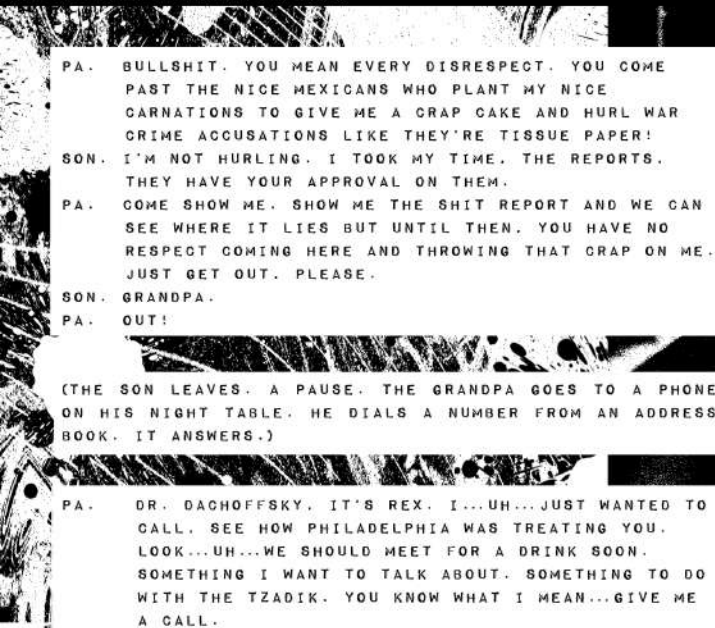 PA. BULLSHIT. YOU MEAN EVERY DISRESPECT. YOU COME
PAST THE NICE MEXICANS WHO PLANT MY NICE
CARNATIONS TO GIVE ME A CRAP CAKE AND HURL WAR
CRIME ACCUSATIONS LIKE THEY'RE TISSUE PAPER!
SON. I'M NOT HURLING. I TOOK MY TIME. THE REPORTS.
THEY HAVE YOUR APPROVAL ON THEM.
PA. COME SHOW ME. SHOW ME THE SHIT REPORT AND WE CAN
SEE WHERE IT LIES BUT UNTIL THEN, YOU HAVE NO
RESPECT COMING HERE AND THROWING THAT CRAP ON ME.
JUST GET OUT. PLEASE.
SON. GRANDPA.
PA. OUT!
(THE SON LEAVES. A PAUSE. THE GRANDPA GOES TO A PHONE
ON HIS NIGHT TABLE. HE DIALS A NUMBER FROM AN ADDRESS
BOOK. IT ANSWERS.)
PA. DR. DACHOFFSKY, IT'S REX. I...UH...JUST WANTED TO
CALL. SEE HOW PHILADELPHIA WAS TREATING YOU.
LOOK...UH...WE SHOULD MEET FOR A DRINK SOON.
SOMETHING I WANT TO TALK ABOUT. SOMETHING TO DO
WITH THE TZADIK. YOU KNOW WHAT I MEAN...GIVE ME
A CALL.